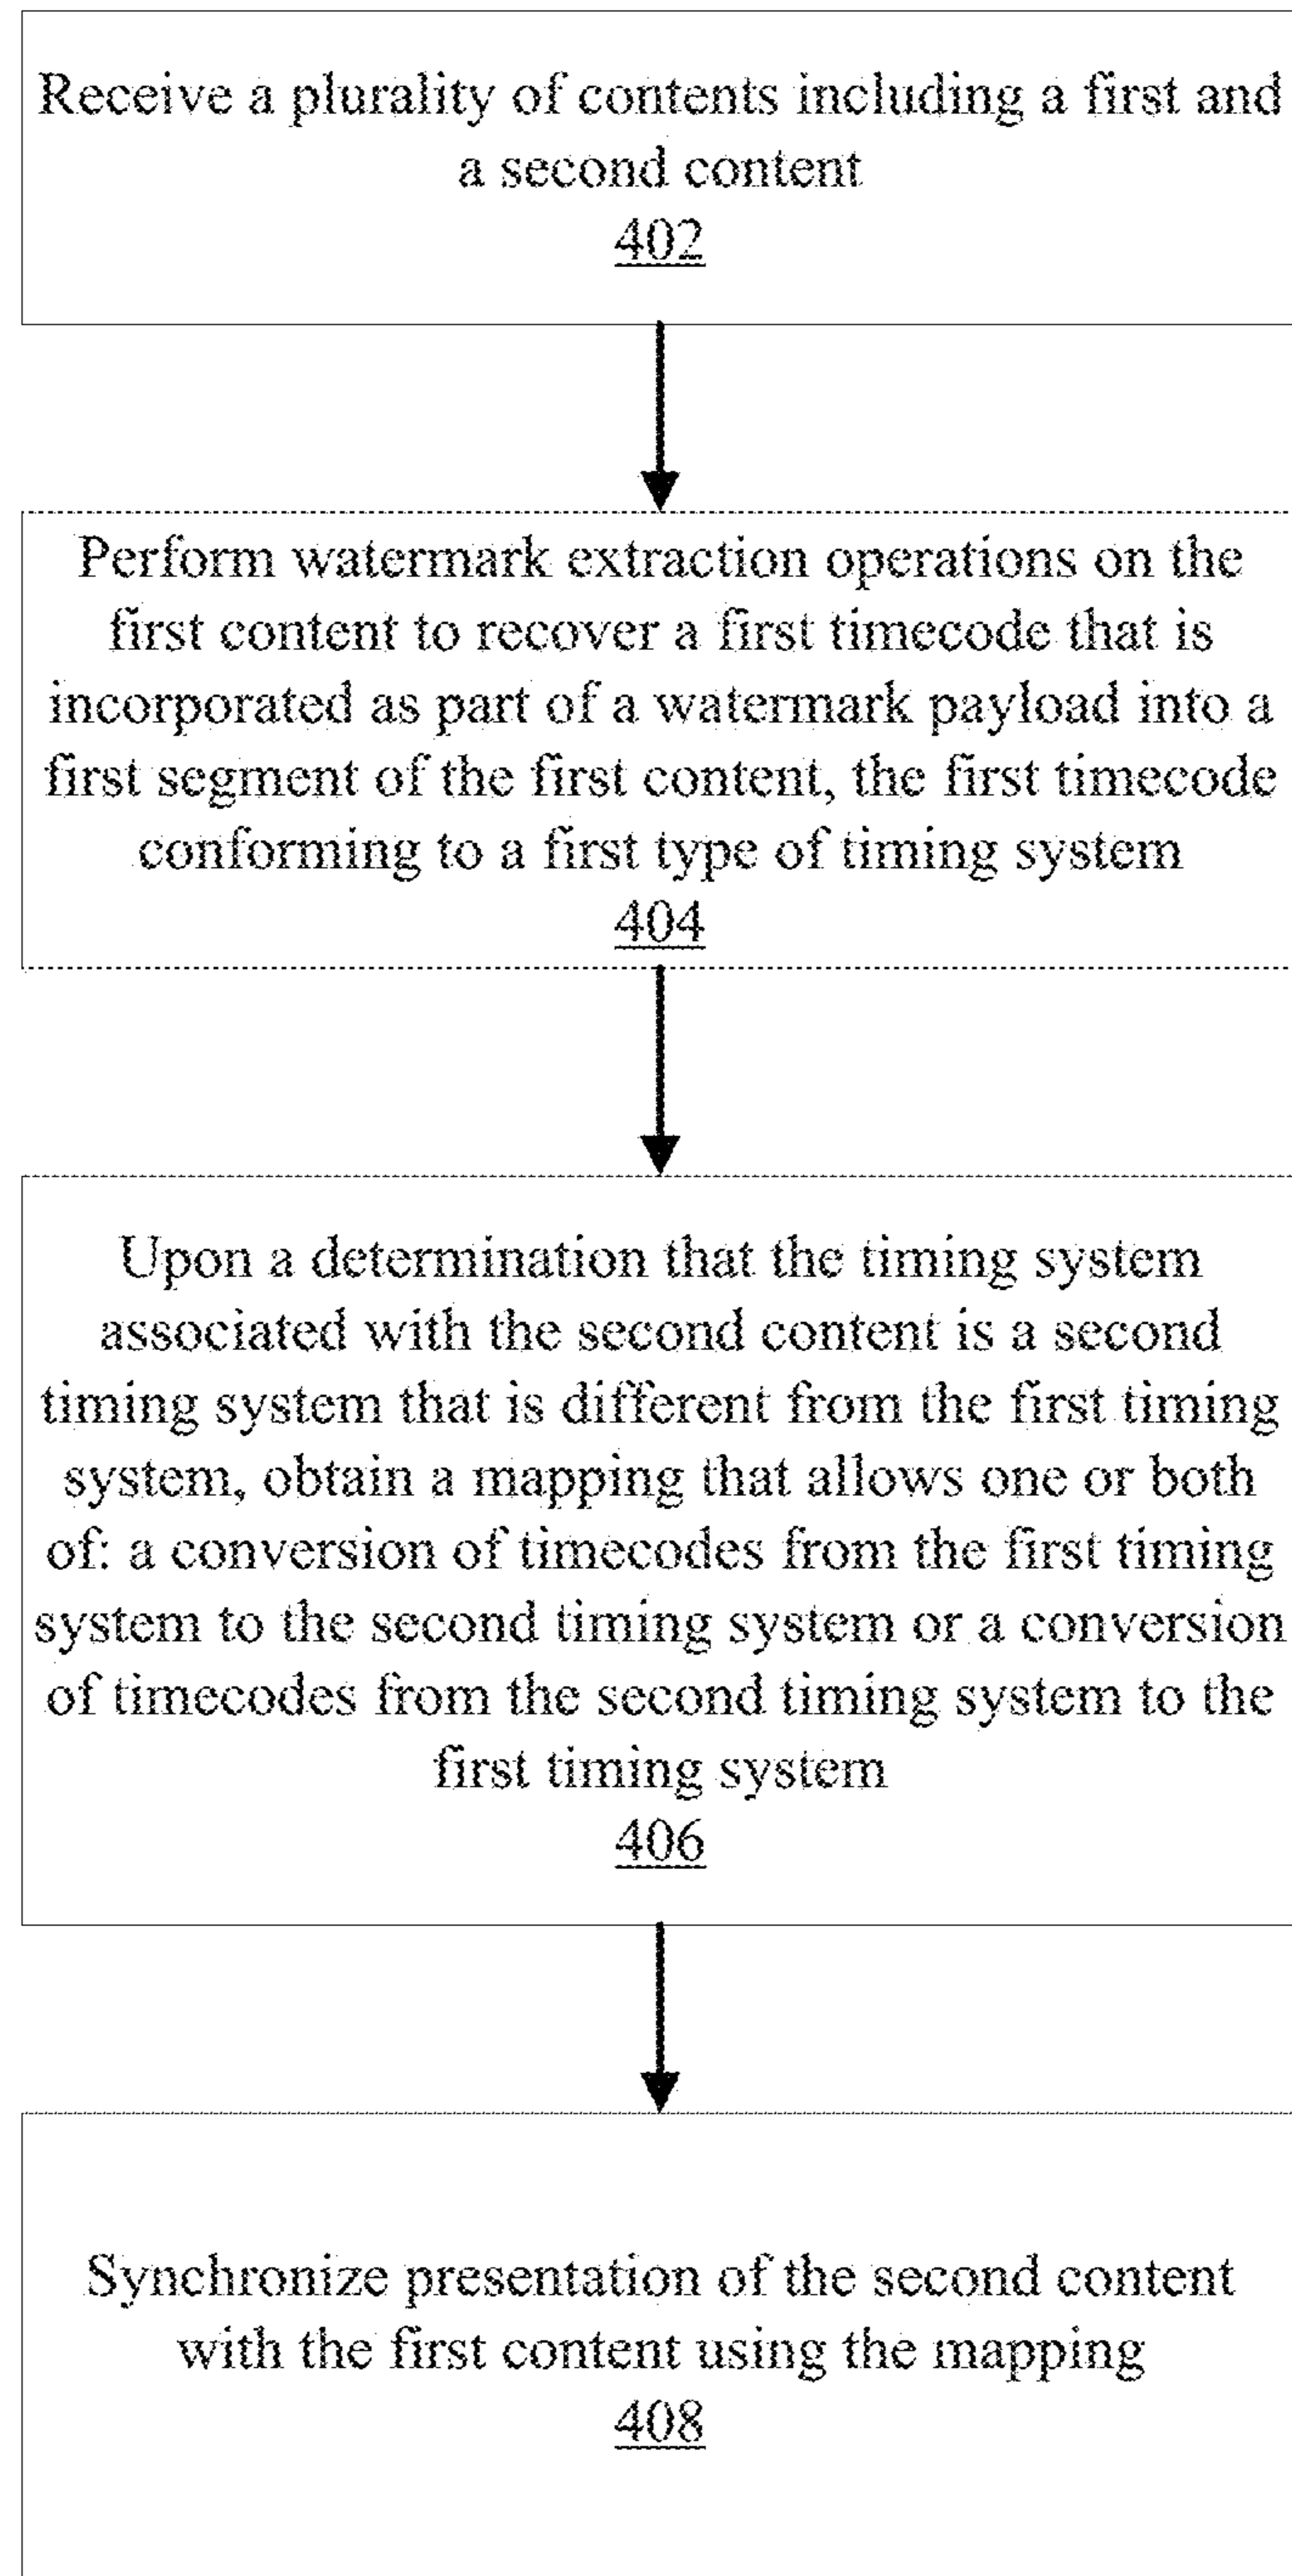 Receive a plurality of contents including a first and
a second content
402
Perform watermark extraction operations on the
first content to recover a first timecode that is
incorporated as part of a watermark payload into a
first segment of the first content, the first timecode
conforming to a first type of timing system
404
Upon a determination that the timing system
associated with the second content is a second
timing system that is different from the first timing
system, obtain a mapping that allows one or both
of: a conversion of timecodes from the first timing
system to the second timing system or a conversion
of timecodes from the second timing system to the
first timing system
406
Synchronize presentation of the second content
with the first content using the mapping
408